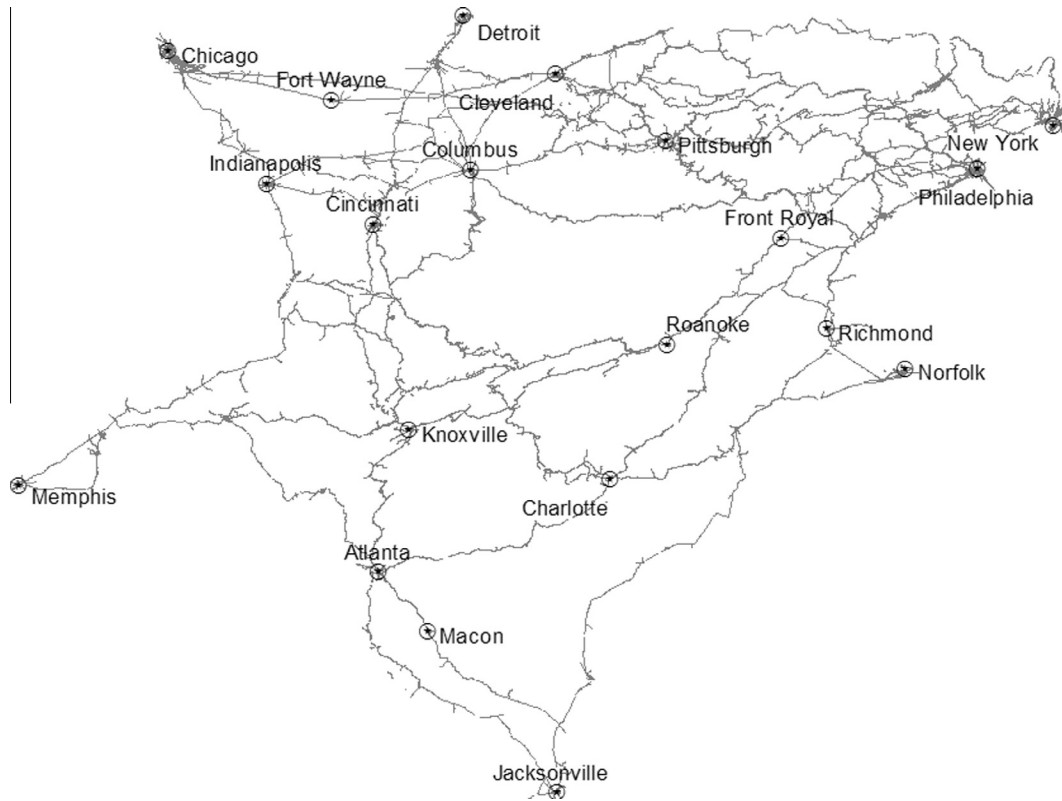 Detroit
Chicago
Fort Wayne
Cleveland
New York
Columbus
Pittsburgh
Indianapolis
Philadelphia
Cincinnati
Front Royal
Roanoke
Richmond
Norfolk
Knoxville
Memphis
Charlotte
Atlanta
Macon
Jacksonville